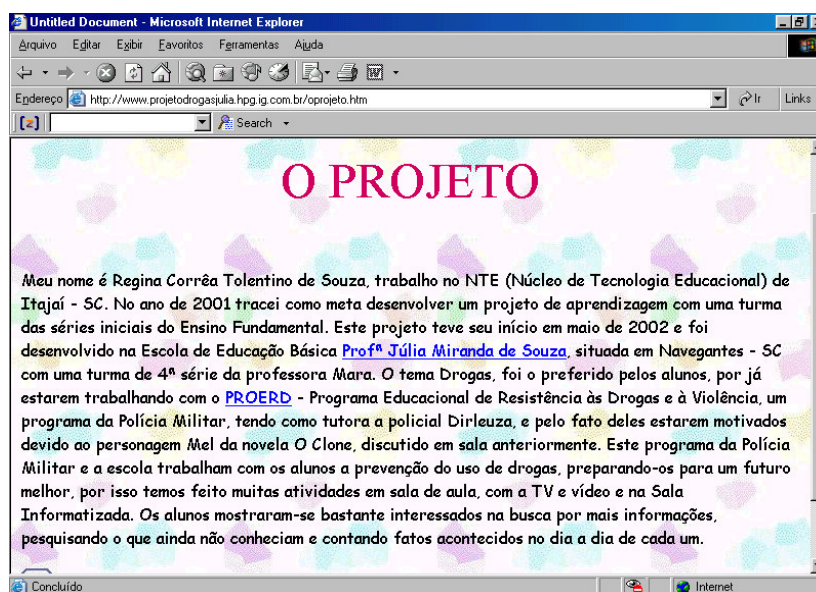 Untitled Document - Microsoft Internet Explorer
Arquivo Editar Exibir Favoritos Ferramentas Ajuda
Endereço http://www.projetodrogasjulia.hpg.ig.com.br/oprojeto.htm Ir Links
[z] Search
O PROJETO
Meu nome é Regina Corrêa Tolentino de Souza, trabalho no NTE (Núcleo de Tecnologia Educacional) de
Itajaí - SC. No ano de 2001 tracei como meta desenvolver um projeto de aprendizagem com uma turma
das séries iniciais do Ensino Fundamental. Este projeto teve seu início em maio de 2002 e foi
desenvolvido na Escola de Educação Básica Profª Júlia Miranda de Souza, situada em Navegantes - SC
com uma turma de 4ª série da professora Mara. O tema Drogas, foi o preferido pelos alunos, por já
estarem trabalhando com o PROERD - Programa Educacional de Resistência às Drogas e à Violência, um
programa da Polícia Militar, tendo como tutora a policial Dirleuza, e pelo fato deles estarem motivados
devido ao personagem Mel da novela O Clone, discutido em sala anteriormente. Este programa da Polícia
Militar e a escola trabalham com os alunos a prevenção do uso de drogas, preparando-os para um futuro
melhor, por isso temos feito muitas atividades em sala de aula, com a TV e vídeo e na Sala
Informatizada. Os alunos mostraram-se bastante interessados na busca por mais informações,
pesquisando o que ainda não conheciam e contando fatos acontecidos no dia a dia de cada um.
Concluído Internet